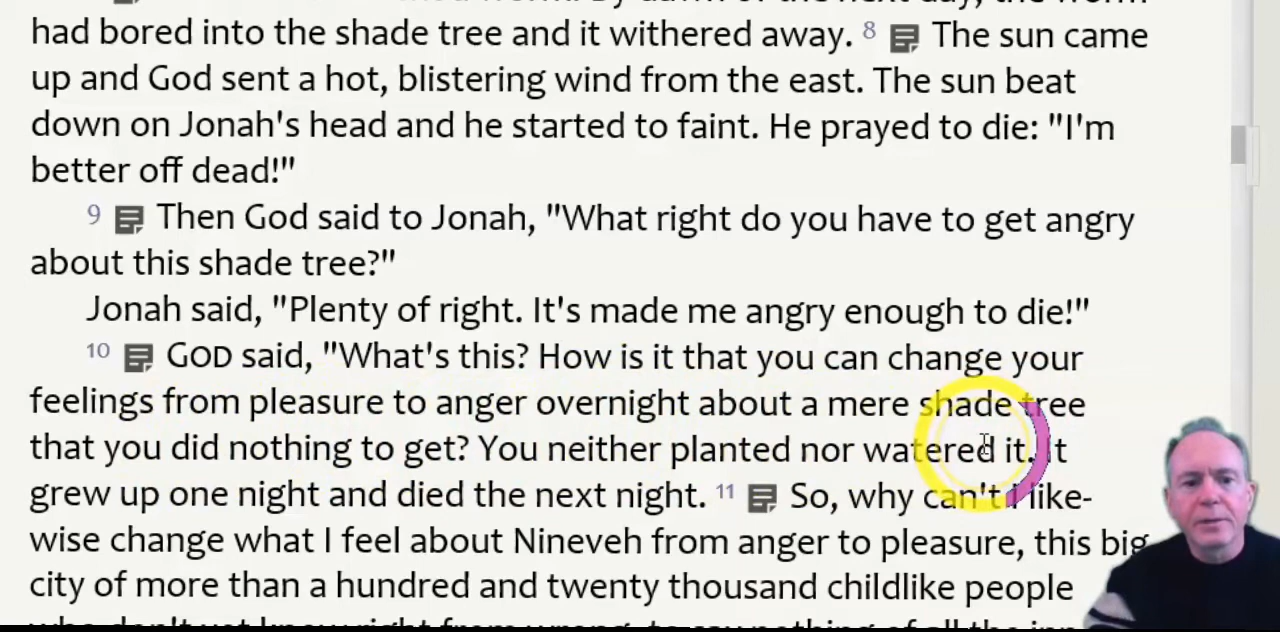 had bored into the shade tree and it withered away. 8 The sun came
up and God sent a hot, blistering wind from the east. The sun beat
down on Jonah's head and he started to faint. He prayed to die: "I'm
better off dead!"
9 Then God said to Jonah, "What right do you have to get angry
about this shade tree?"
Jonah said, "Plenty of right. It's made me angry enough to die!"
10 GOD said, "What's this? How is it that you can change your
feelings from pleasure to anger overnight about a mere shade tree
that you did nothing to get? You neither planted nor watered it. It
grew up one night and died the next night. 11 So, why can't I like-
wise change what I feel about Nineveh from anger to pleasure, this big
city of more than a hundred and twenty thousand childlike people